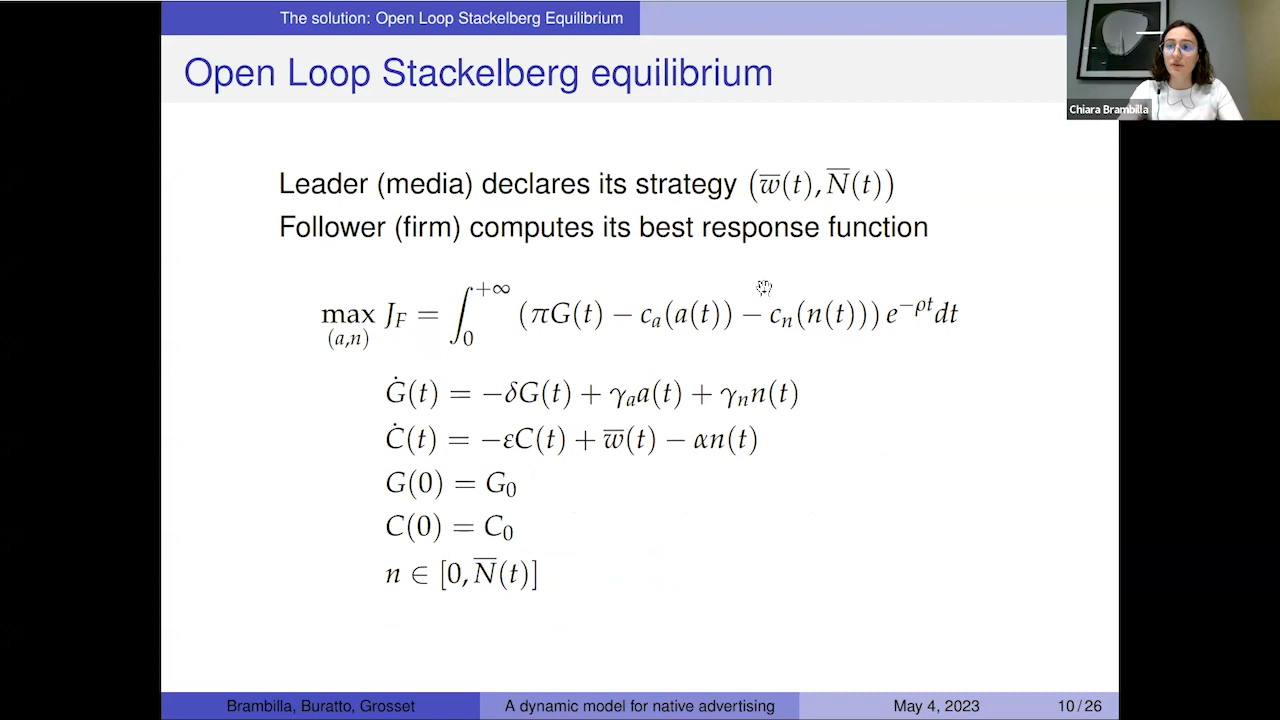 The solution: Open Loop Stackelberg Equilibrium
Open Loop Stackelberg equilibrium
Chiara Brambilla
Leader (media) declares its strategy (w̅(t), N̅(t))
Follower (firm) computes its best response function
max_{(a,n)} J_F = ∫_0^{+∞} (πG(t) − c_a(a(t)) − c_n(n(t))) e^{−ρt} dt
Ġ(t) = −δG(t) + γ_a a(t) + γ_n n(t)
Ċ(t) = −εC(t) + w̅(t) − αn(t)
G(0) = G_0
C(0) = C_0
n ∈ [0, N̅(t)]
Brambilla, Buratto, Grosset A dynamic model for native advertising May 4, 2023 10 / 26